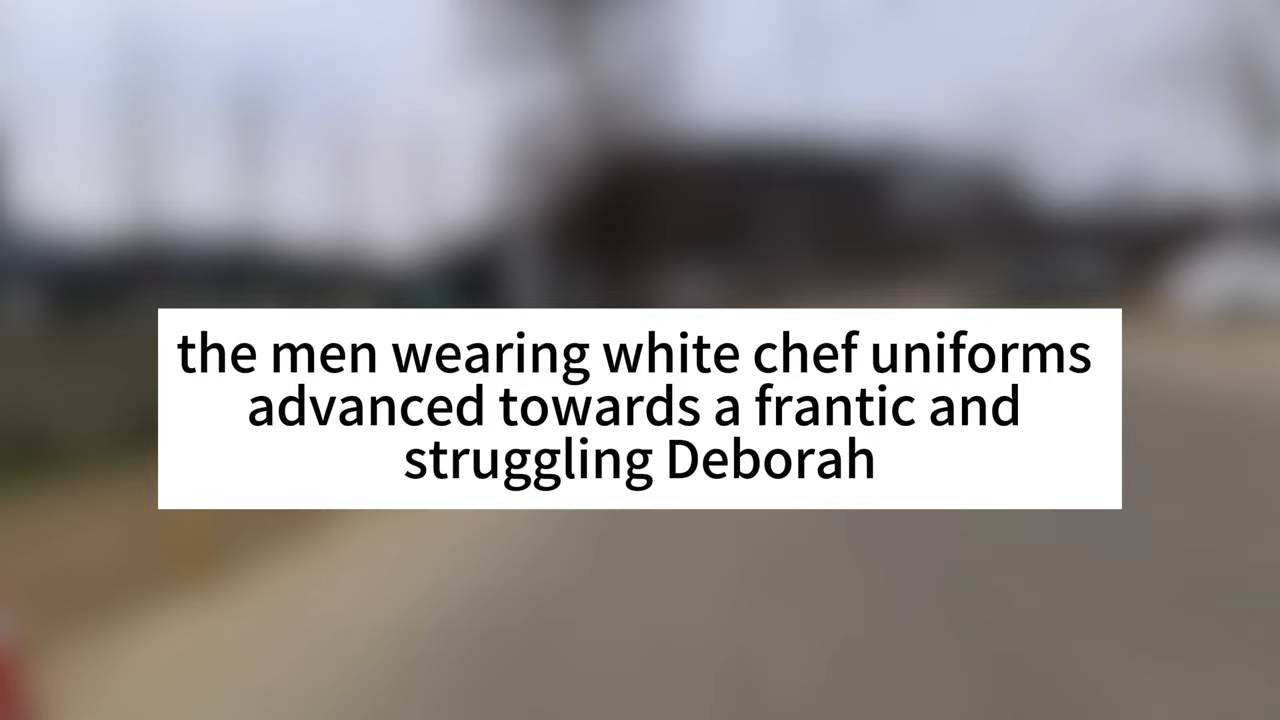 the men wearing white chef uniforms
advanced towards a frantic and
struggling Deborah